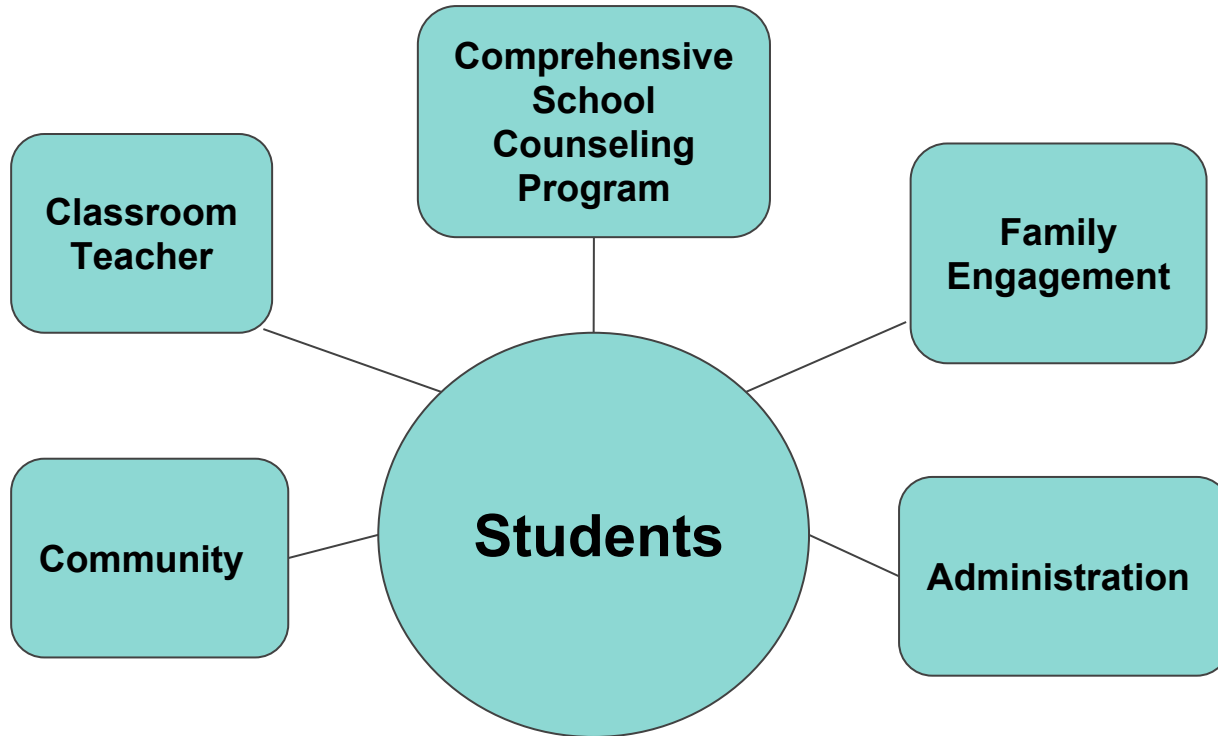 Comprehensive
School
Counseling
Program
Classroom
Teacher
Family
Engagement
Community
Students
Administration